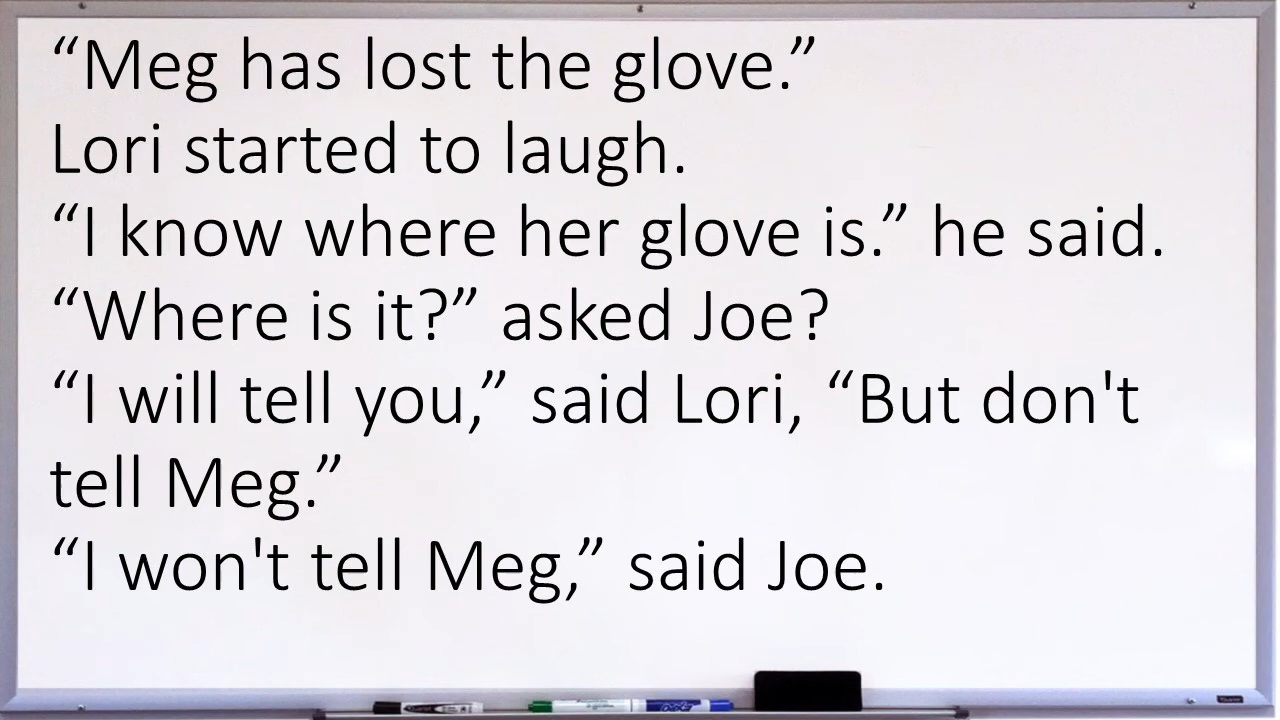 “Meg has lost the glove.”
Lori started to laugh.
“I know where her glove is.” he said.
“Where is it?” asked Joe?
“I will tell you,” said Lori, “But don't
tell Meg.”
“I won't tell Meg,” said Joe.